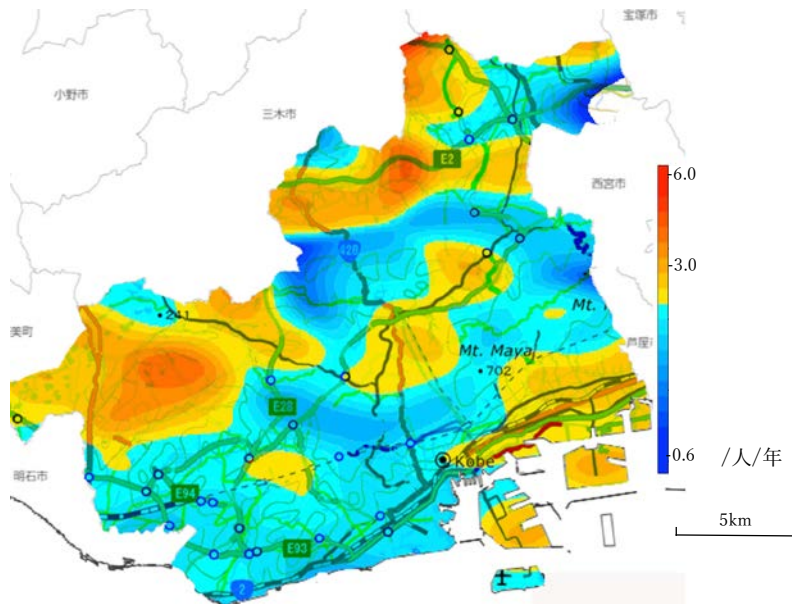 宝塚市
小野市
三木市
E2
西宮市
6.0
428
3.0
241
美町
Mt.
芦屋
Mt. Maya
702
E28
Kobe
0.6
/人/年
明石市
E94
5km
E93
2